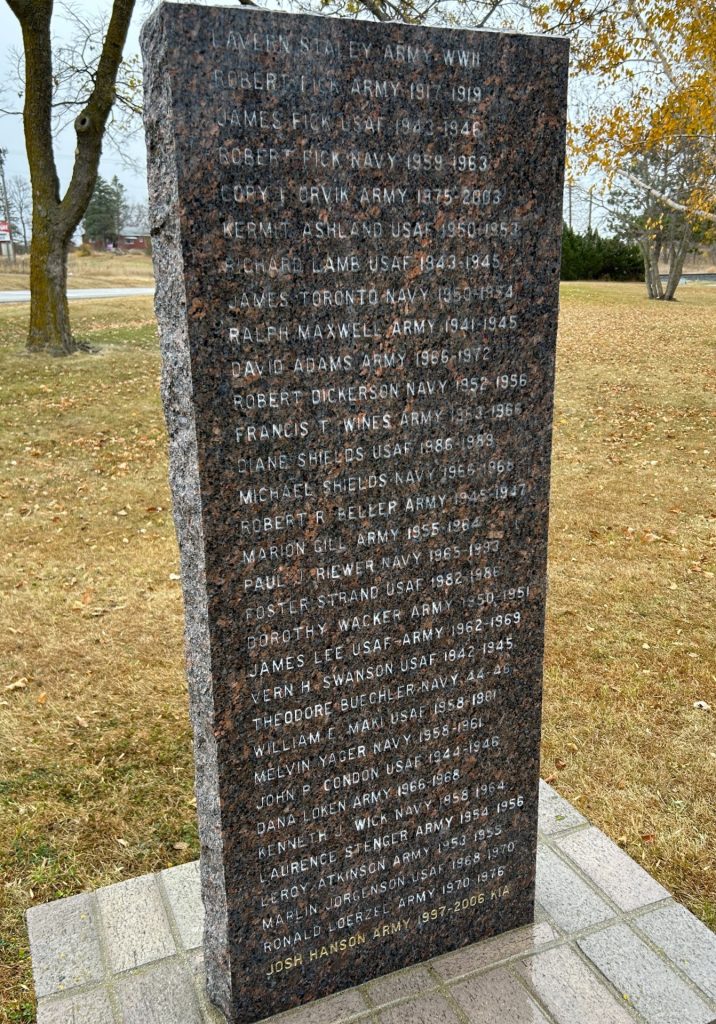 LAVERN STALEY ARMY WWII
ROBERT FICK ARMY 1917-1919
JAMES FICK USAF 1943-1946
ROBERT FICK NAVY 1959-1963
CORY J. ORVIK ARMY 1975-2003
KERMIT ASHLAND USAF 1950-1953
RICHARD LAMB USAF 1943-1945
JAMES TORONTO NAVY 1950-1954
RALPH MAXWELL ARMY 1941-1945
DAVID ADAMS ARMY 1966-1972
ROBERT DICKERSON NAVY 1952-1956
FRANCIS T. WINES ARMY 1963-1966
DIANE SHIELDS USAF 1986-1989
MICHAEL SHIELDS NAVY 1966-1968
ROBERT R. BELLER ARMY 1945-1947
MARION GILL ARMY 1955-1964
PAUL J. RIEWER NAVY 1965-1993
FOSTER STRAND USAF 1982-1986
DOROTHY WACKER ARMY 1950-1951
JAMES LEE USAF-ARMY 1962-1969
VERN H. SWANSON USAF 1842-1945
THEODORE BUECHLER NAVY 44-46
WILLIAM E. MAKI USAF 1958-1961
MELVIN YAGER NAVY 1958-1961
JOHN P. CONDON USAF 1944-1946
DANA LOKEN ARMY 1966-1968
KENNETH J. WICK NAVY 1958-1964
LAURENCE STENGER ARMY 1954-1956
LEROY ATKINSON ARMY 1953-1955
MARLIN JORGENSON USAF 1968-1970
RONALD LOERZEL ARMY 1970-1976
JOSH HANSON ARMY 1997-2006 KIA